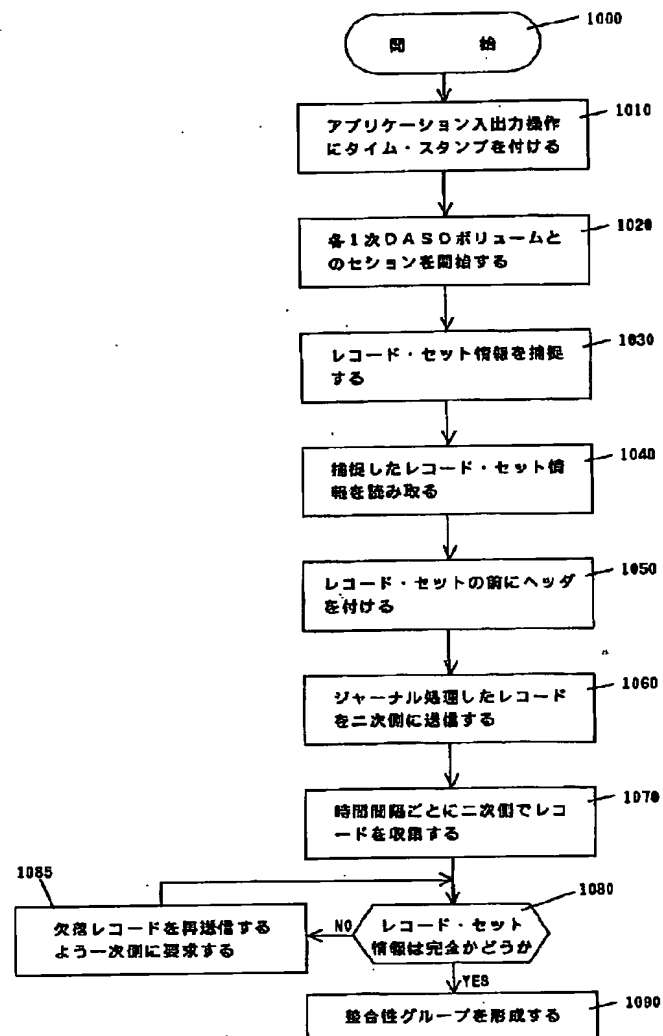 開 始
1000
アプリケーション入出力操作
にタイム・スタンプを付ける
1010
各1次DASDボリュームと
のセションを開始する
1020
レコード・セット情報を捕捉
する
1030
捕捉したレコード・セット情
報を読み取る
1040
レコード・セットの前にヘッダ
を付ける
1050
ジャーナル処理したレコード
を二次側に送信する
1060
時間間隔ごとに二次側でレコ
ードを収集する
1070
1085
欠落レコードを再送信する
よう一次側に要求する
NO
レコード・セット
情報は完全かどうか
1080
YES
整合性グループを形成する
1090